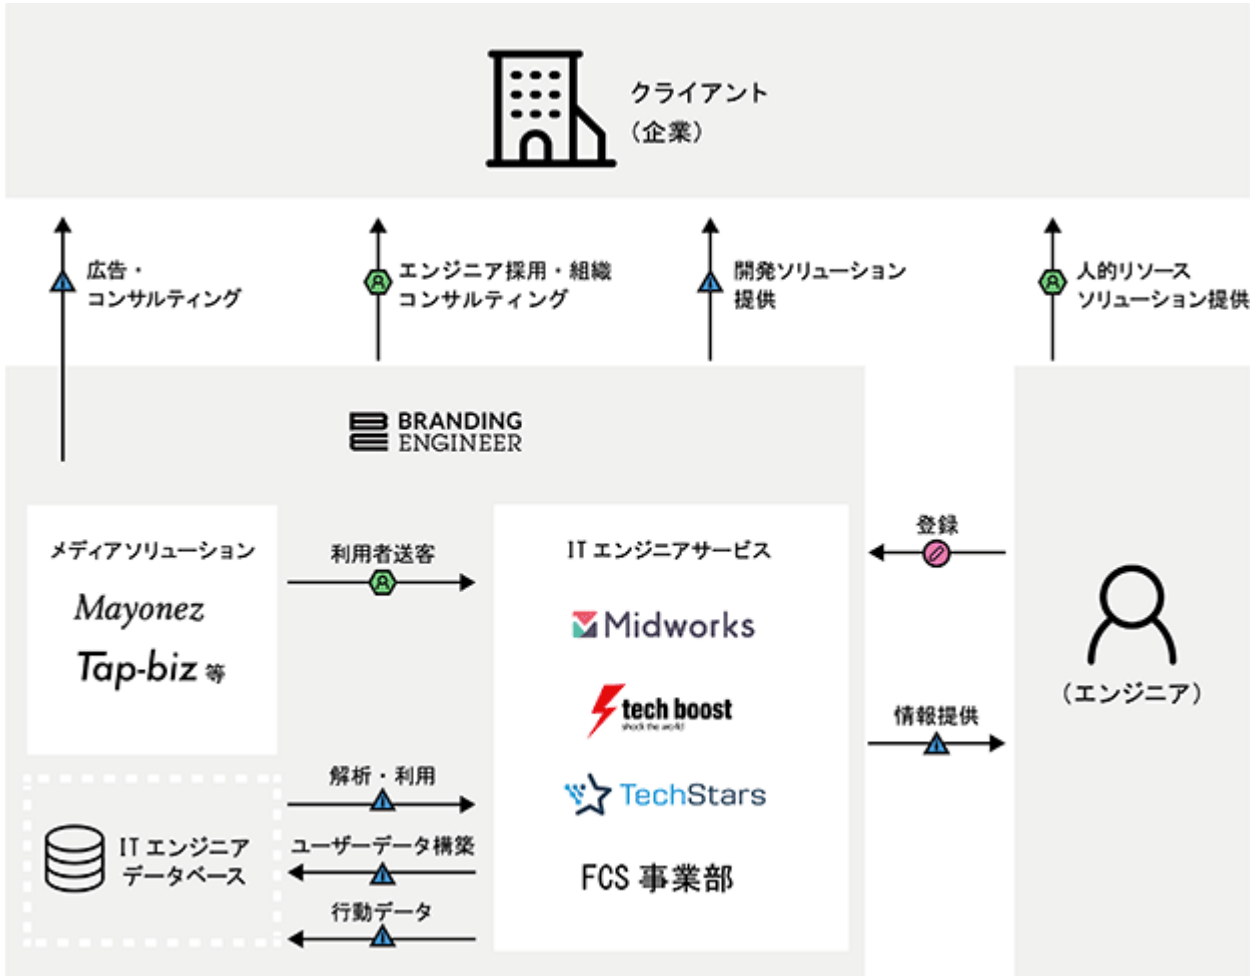 クライアント
（企業）
広告・
コンサルティング
エンジニア採用・組織
コンサルティング
開発ソリューション
提供
人的リソース
ソリューション提供
BRANDING
ENGINEER
メディアソリューション
Mayonez
Tap-biz 等
利用者送客
ITエンジニアサービス
Midworks
tech boost
shock the world
TechStars
FCS 事業部
登録
情報提供
（エンジニア）
解析・利用
ユーザーデータ構築
行動データ
ITエンジニア
データベース